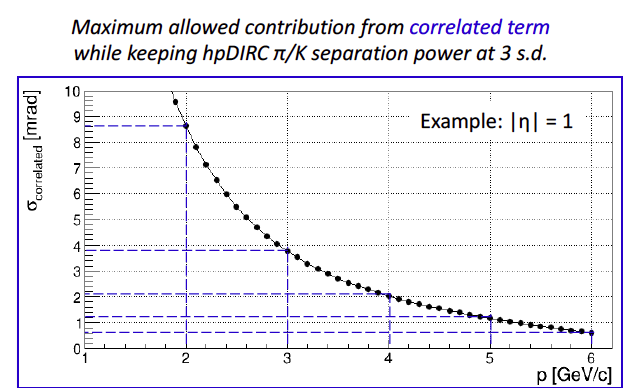 Maximum allowed contribution from correlated term
while keeping hpDIRC π/K separation power at 3 s.d.
Example: |η| = 1
σcorrelated [mrad]
10
9
8
7
6
5
4
3
2
1
0
1 2 3 4 5 6
p [GeV/c]